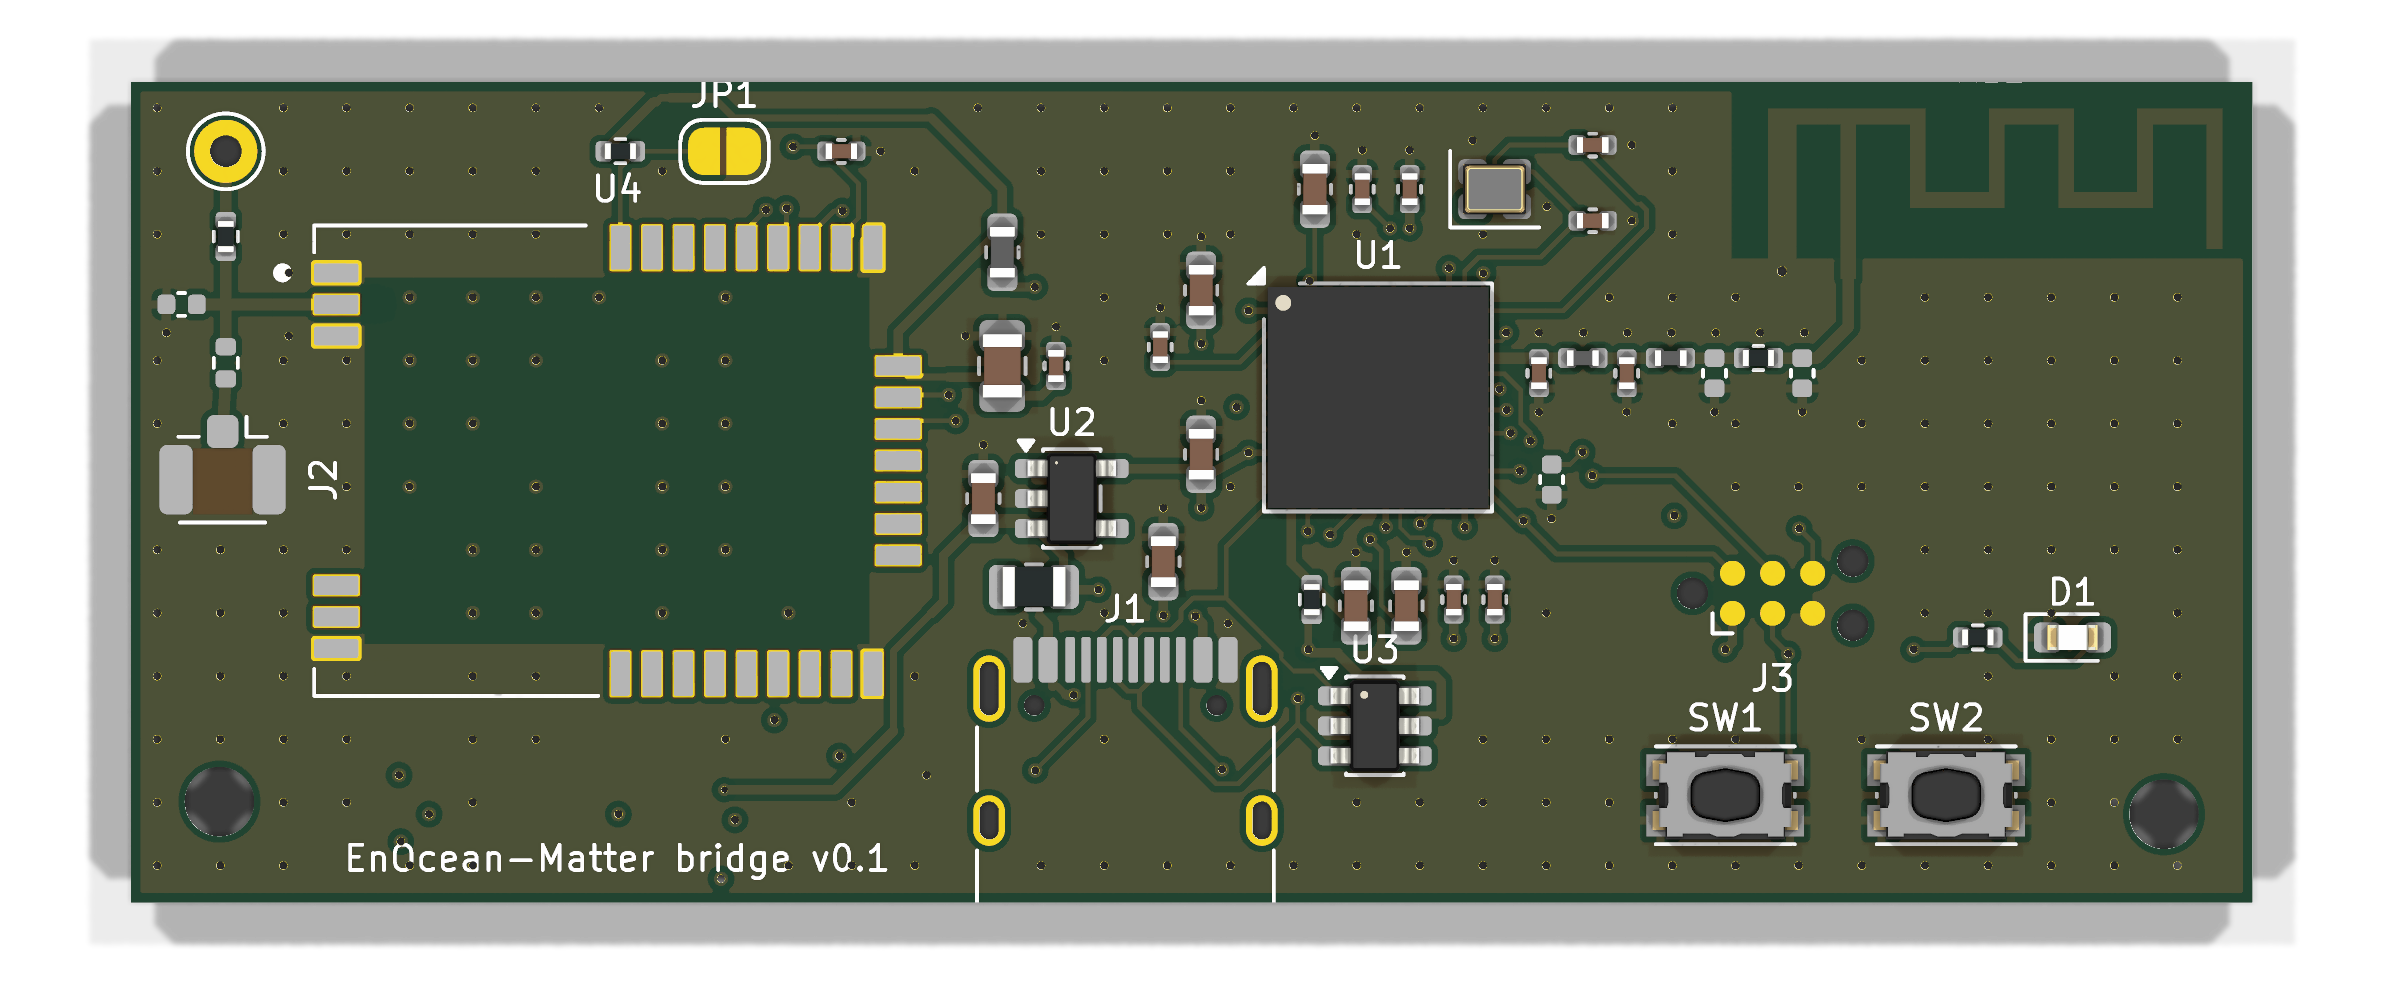 JP1
U4
U1
U2
J2
J1
D1
U3
J3
SW1
SW2
EnOcean-Matter bridge v0.1